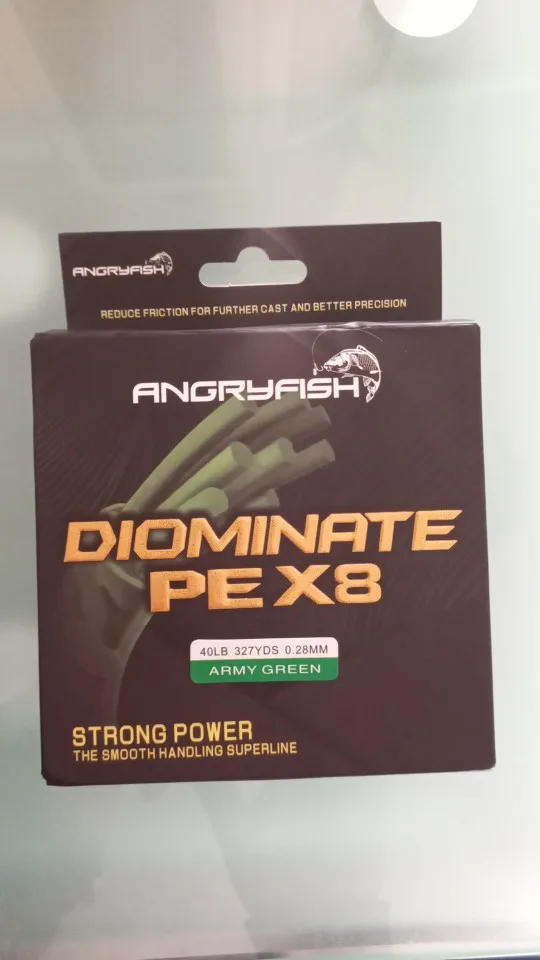 ANGRYFISH
REDUCE FRICTION FOR FURTHER CAST AND BETTER PRECISION
ANGRYFISH
DIOMINATE
PE X8
40LB 327YDS 0.28MM
ARMY GREEN
STRONG POWER
THE SMOOTH HANDLING SUPERLINE